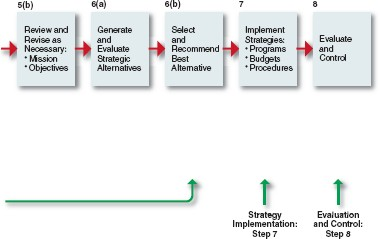 5(b)
6(a)
6(b)
7
8
Review and
Revise as
Necessary:
• Mission
• Objectives
Generate
and
Evaluate
Strategic
Alternatives
Select
and
Recommend
Best
Alternative
Implement
Strategies:
• Programs
• Budgets
• Procedures
Evaluate
and
Control
Strategy
Implementation:
Step 7
Evaluation
and Control:
Step 8